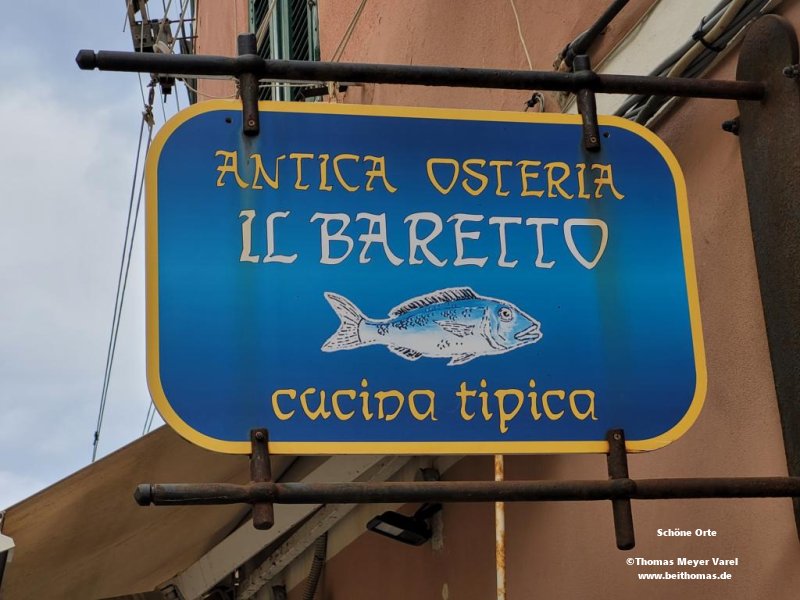 ANTICA OSTERIA
IL BARETTO
cucina tipica
Schöne Orte
©Thomas Meyer Varel
www.beithomas.de